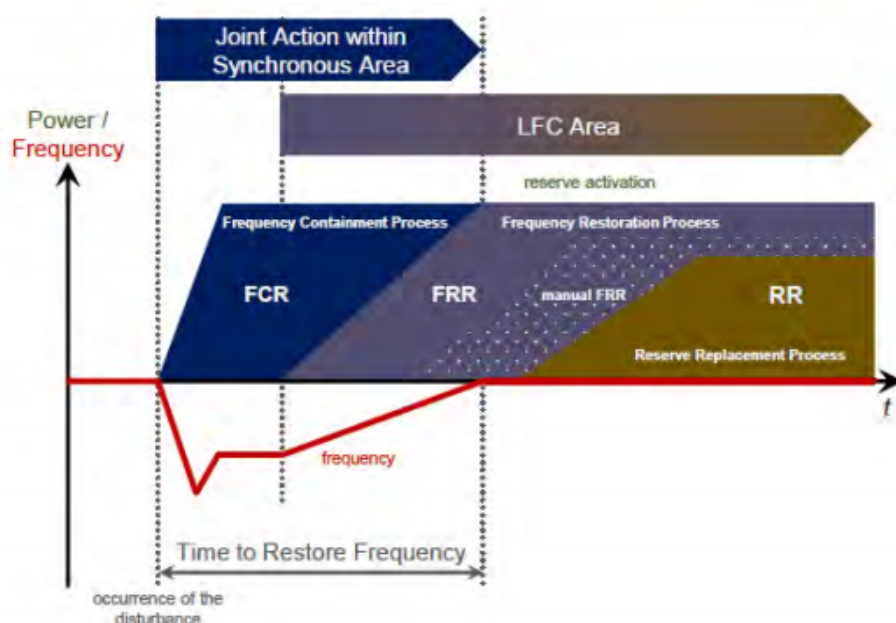 Joint Action within
Synchronous Area
LFC Area
Power /
Frequency
reserve activation
Frequency Containment Process
Frequency Restoration Process
FCR
FRR
manual FRR
RR
Reserve Replacement Process
t
frequency
Time to Restore Frequency
occurrence of the
disturbance